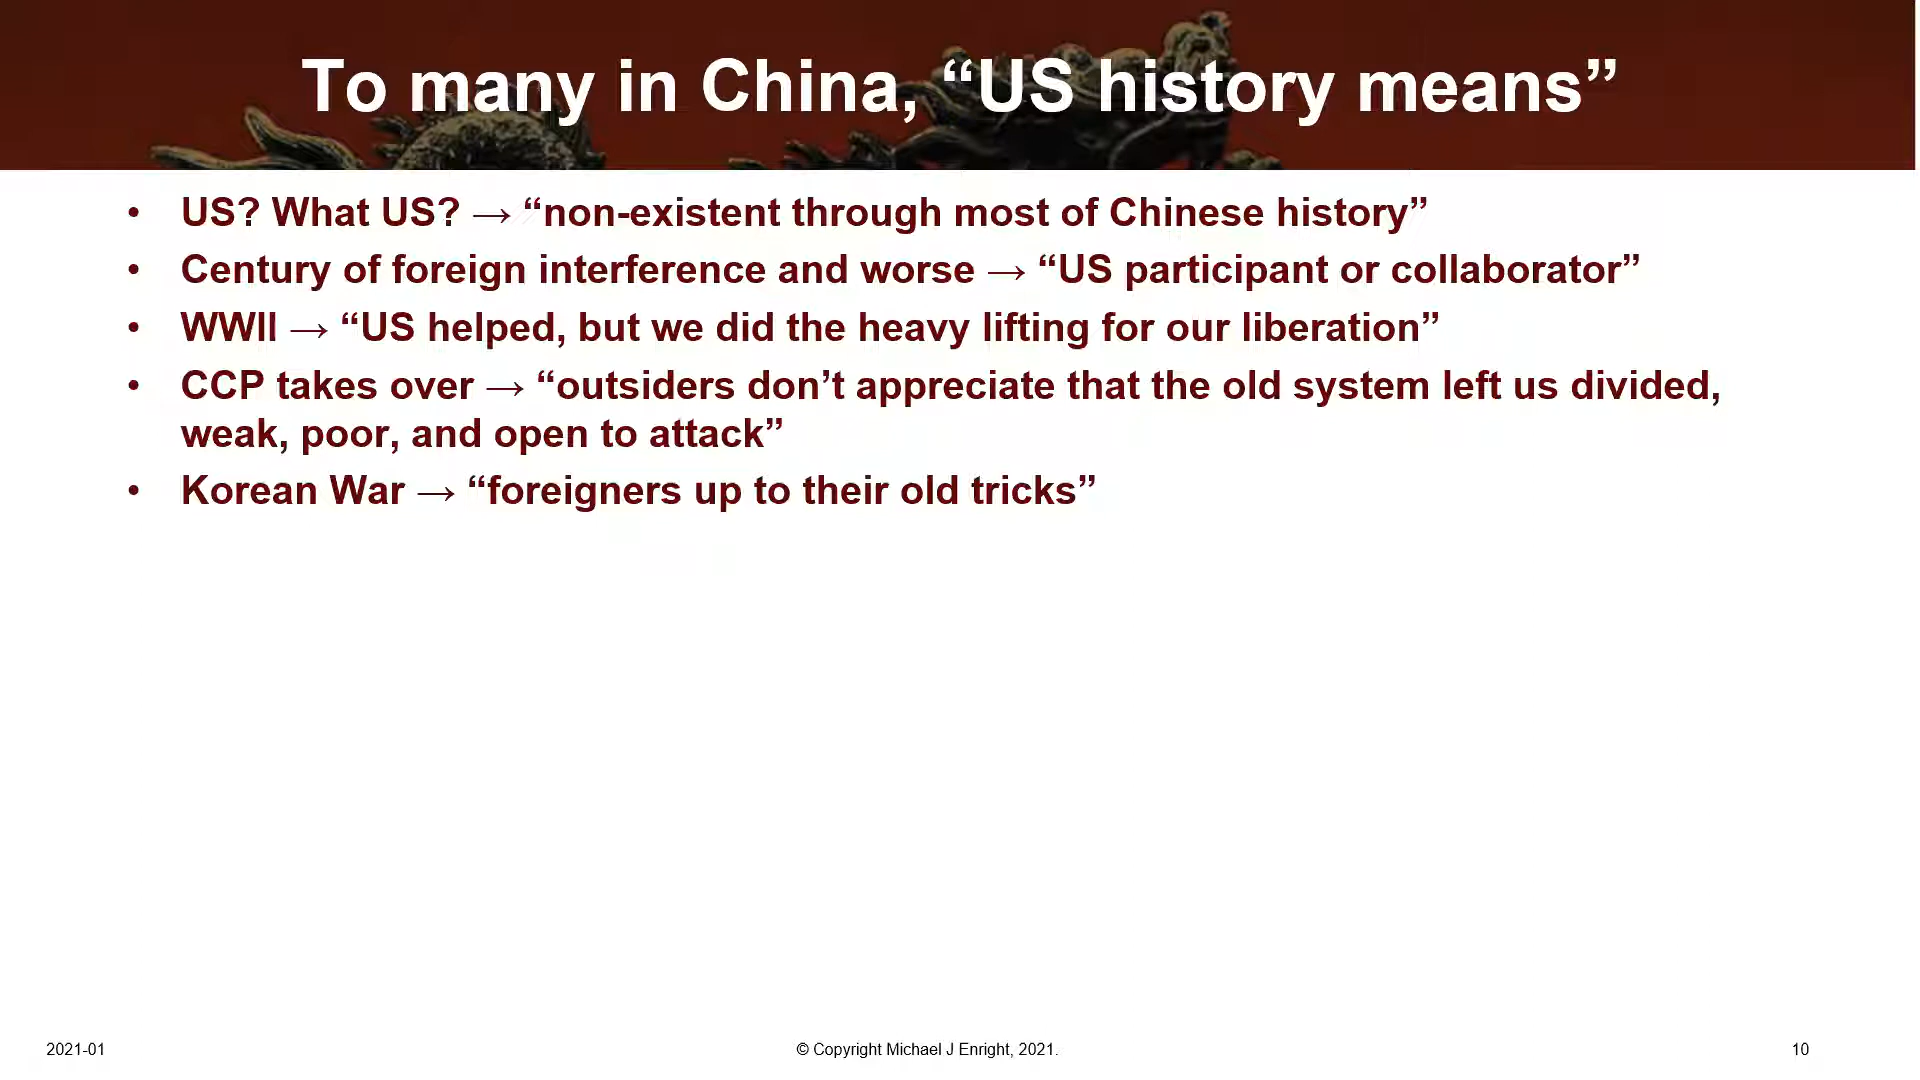 To many in China, “US history means”
• US? What US? → “non-existent through most of Chinese history”
• Century of foreign interference and worse → “US participant or collaborator”
• WWII → “US helped, but we did the heavy lifting for our liberation”
• CCP takes over → “outsiders don’t appreciate that the old system left us divided,
weak, poor, and open to attack”
• Korean War → “foreigners up to their old tricks”
2021-01
© Copyright Michael J Enright, 2021.
10